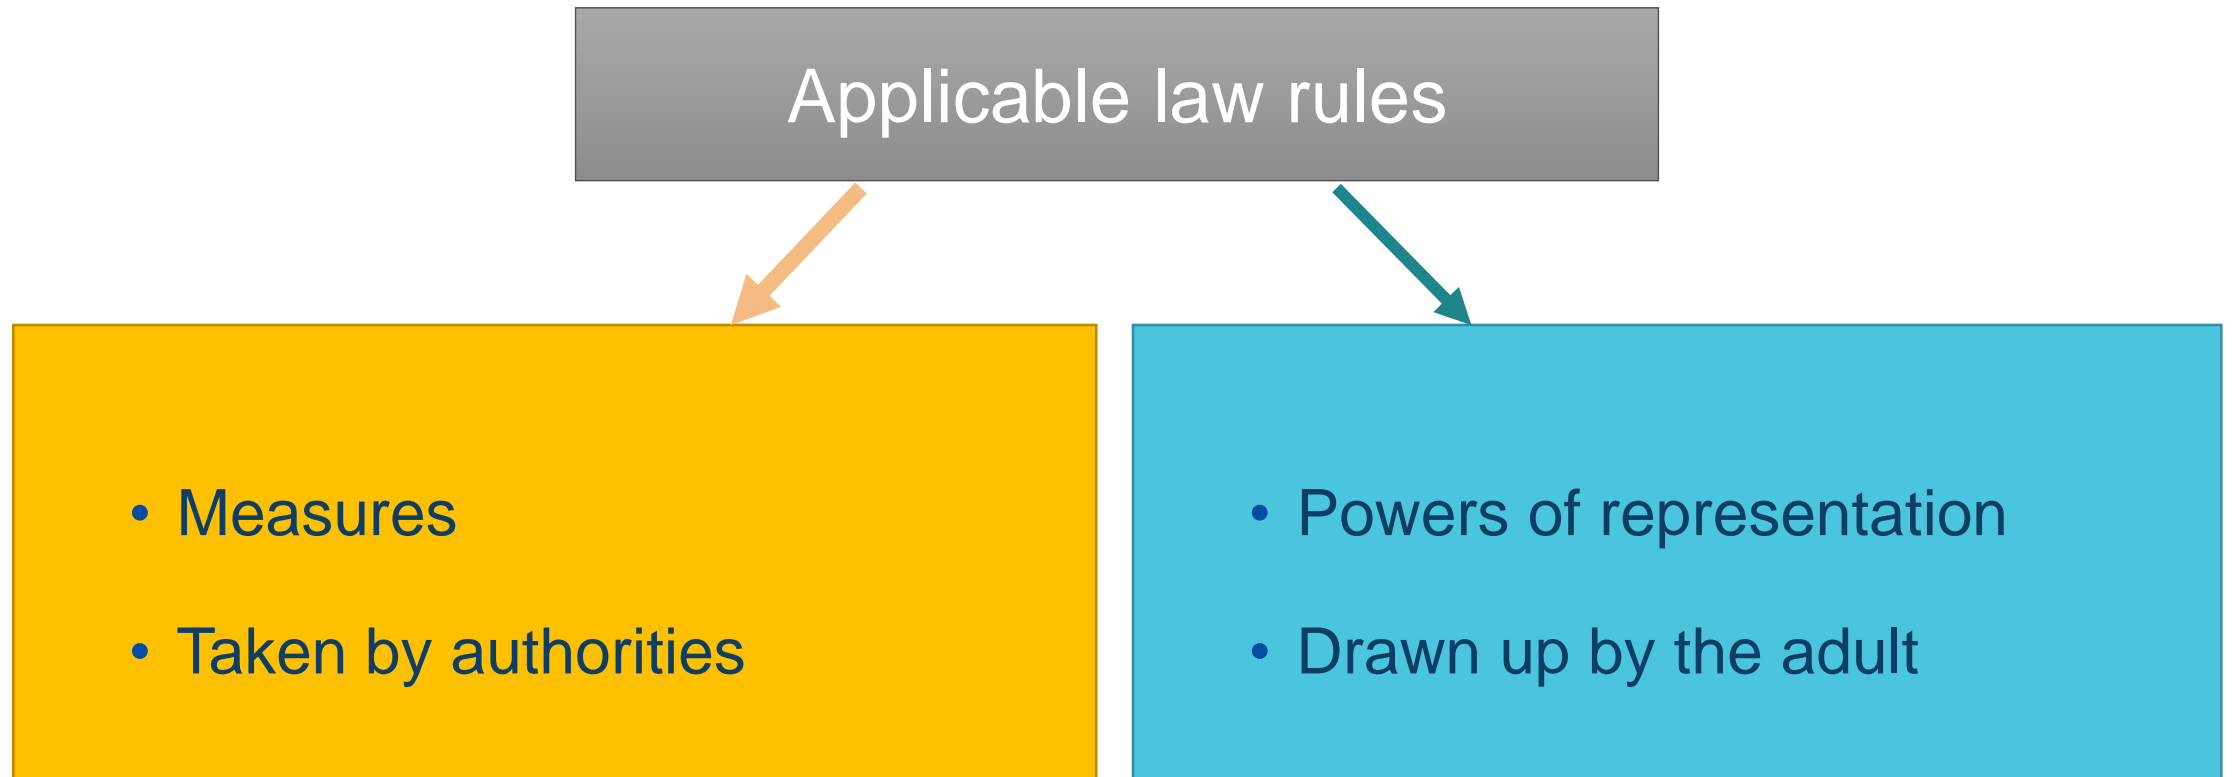 Applicable law rules
• Measures
• Taken by authorities
• Powers of representation
• Drawn up by the adult